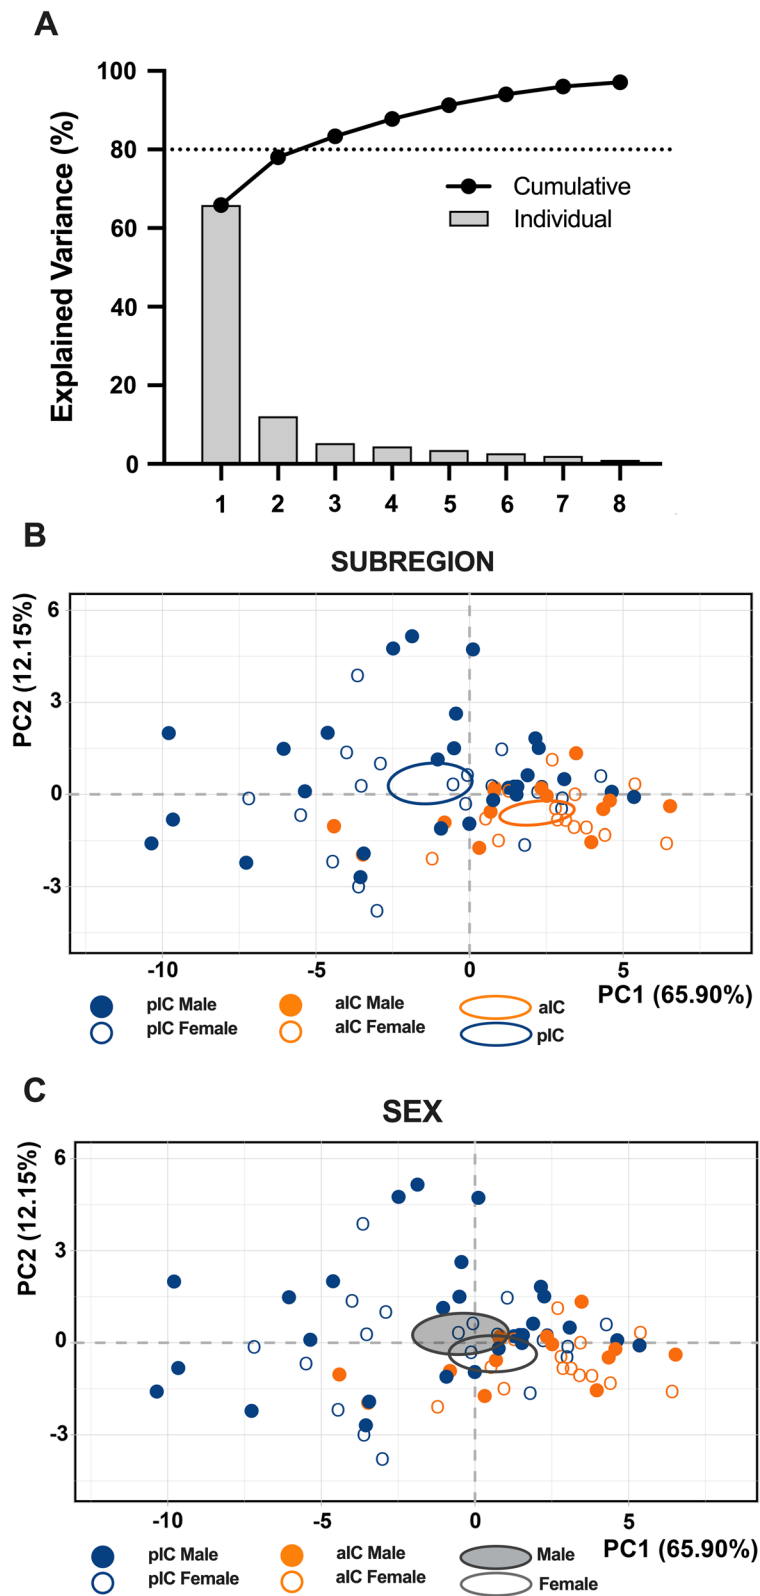 A
Explained Variance (%)
100
80
60
40
20
0
Cumulative
Individual
1 2 3 4 5 6 7 8
B
SUBREGION
PC2 (12.15%)
6
3
0
-3
-10 -5 0 5
PC1 (65.90%)
pIC Male aIC Male aIC
pIC Female aIC Female pIC
C
SEX
PC2 (12.15%)
6
3
0
-3
-10 -5 0 5
PC1 (65.90%)
pIC Male aIC Male Male
pIC Female aIC Female Female